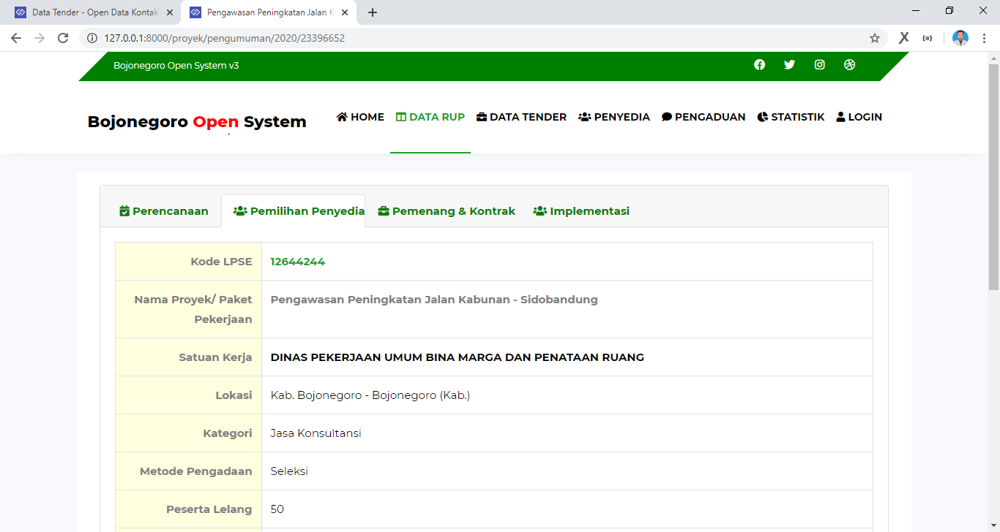 Data Tender - Open Data Kontak
Pengawasan Peningkatan Jalan K
127.0.0.1:8000/proyek/pengumuman/2020/23396652
Bojonegoro Open System v3
Bojonegoro Open System
HOME
DATA RUP
DATA TENDER
PENYEDIA
PENGADUAN
STATISTIK
LOGIN
Perencanaan
Pemilihan Penyedia
Pemenang & Kontrak
Implementasi
Kode LPSE
12644244
Nama Proyek/ Paket
Pekerjaan
Pengawasan Peningkatan Jalan Kabunan - Sidobandung
Satuan Kerja
DINAS PEKERJAAN UMUM BINA MARGA DAN PENATAAN RUANG
Lokasi
Kab. Bojonegoro - Bojonegoro (Kab.)
Kategori
Jasa Konsultansi
Metode Pengadaan
Seleksi
Peserta Lelang
50